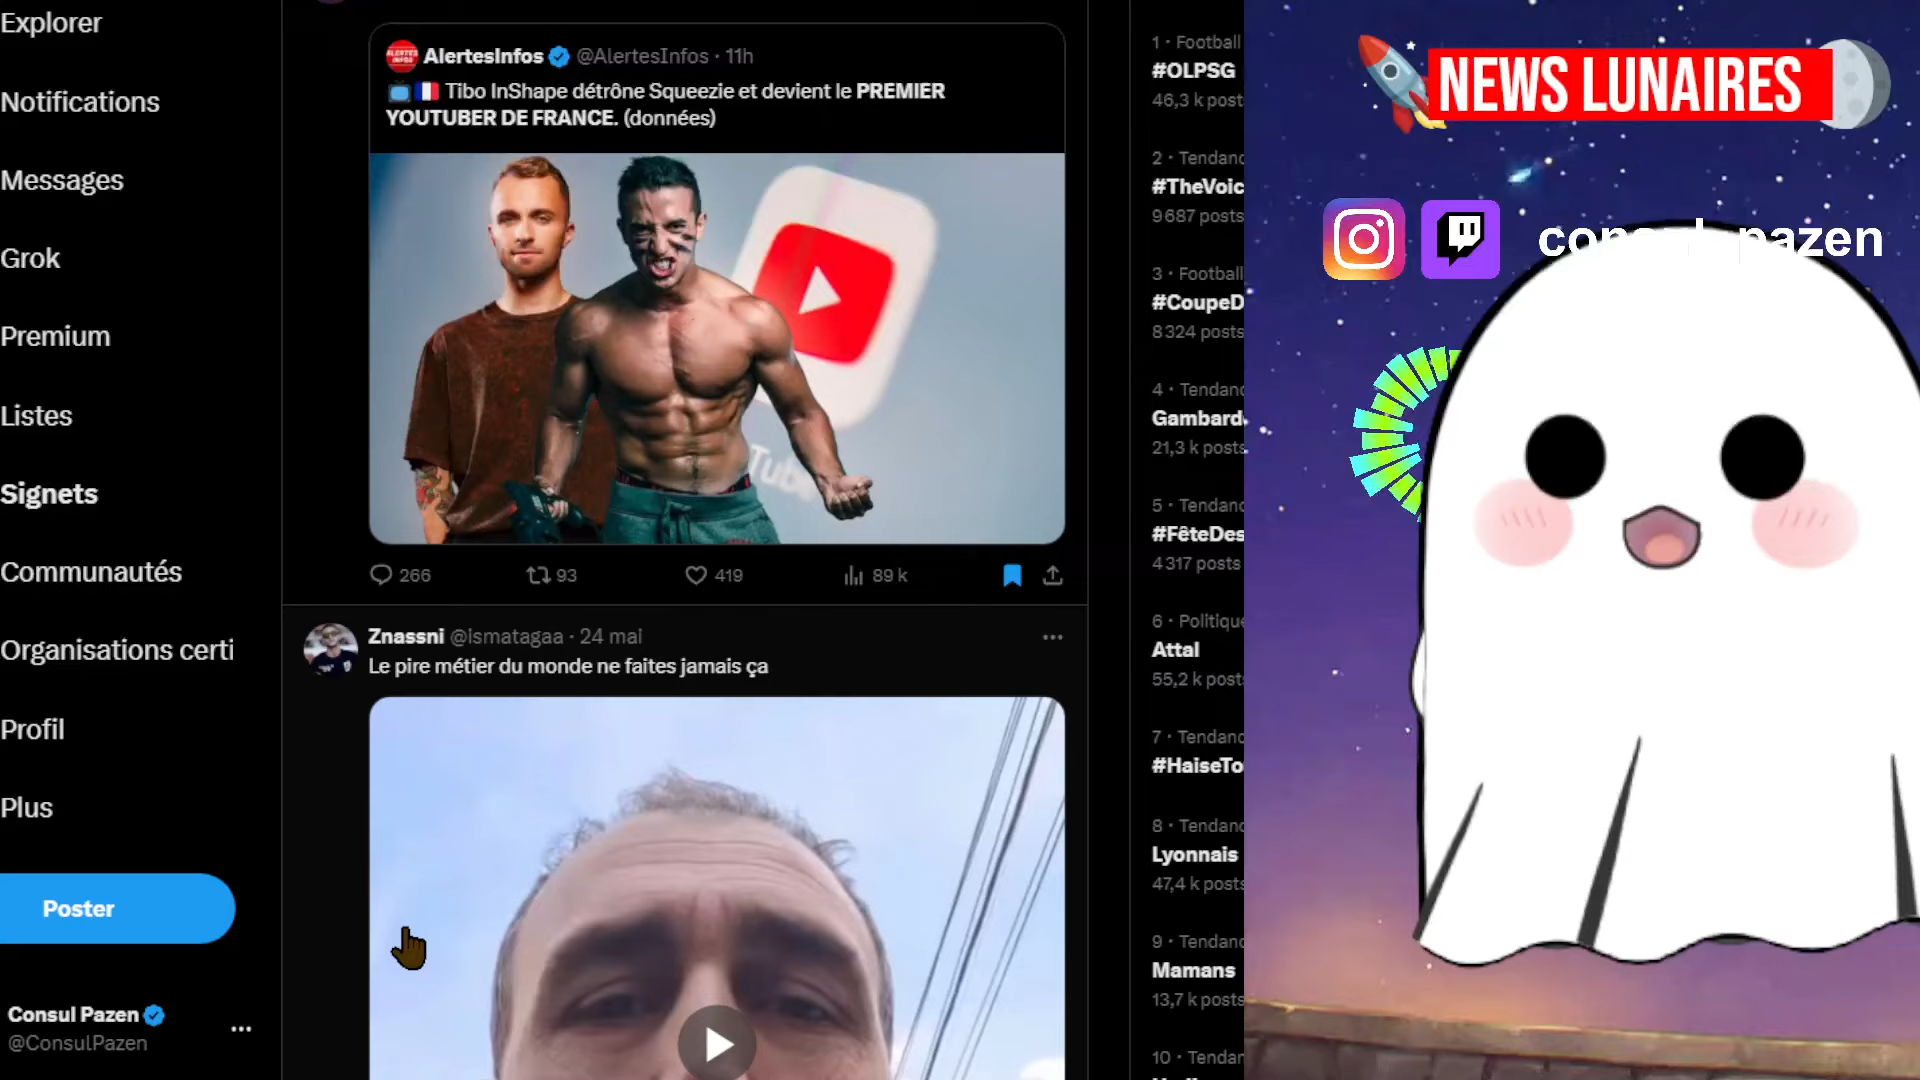 Explorer
Notifications
Messages
Grok
Premium
Listes
Signets
Communautés
Organisations certi
Profil
Plus
Poster
Consul Pazen
@ConsulPazen
AlertesInfos @AlertesInfos · 11h
Tibo InShape détrône Squeezie et devient le PREMIER
YOUTUBER DE FRANCE. (données)
ALERTES
INFOS
Tube
266
93
419
89 k
Znassni @ismatagaa · 24 mai
Le pire métier du monde ne faites jamais ça
1 · Football
#OLPSG
46,3 k post
2 · Tendanc
#TheVoic
9 687 posts
3 · Football
#CoupeD
8 324 posts
4 · Tendanc
Gambard
21,3 k posts
5 · Tendanc
#FêteDes
4 317 posts
6 · Politique
Attal
55,2 k post
7 · Tendanc
#HaiseTo
8 · Tendanc
Lyonnais
47,4 k posts
9 · Tendanc
Mamans
13,7 k posts
10 · Tendan
NEWS LUNAIRES
consul_pazen